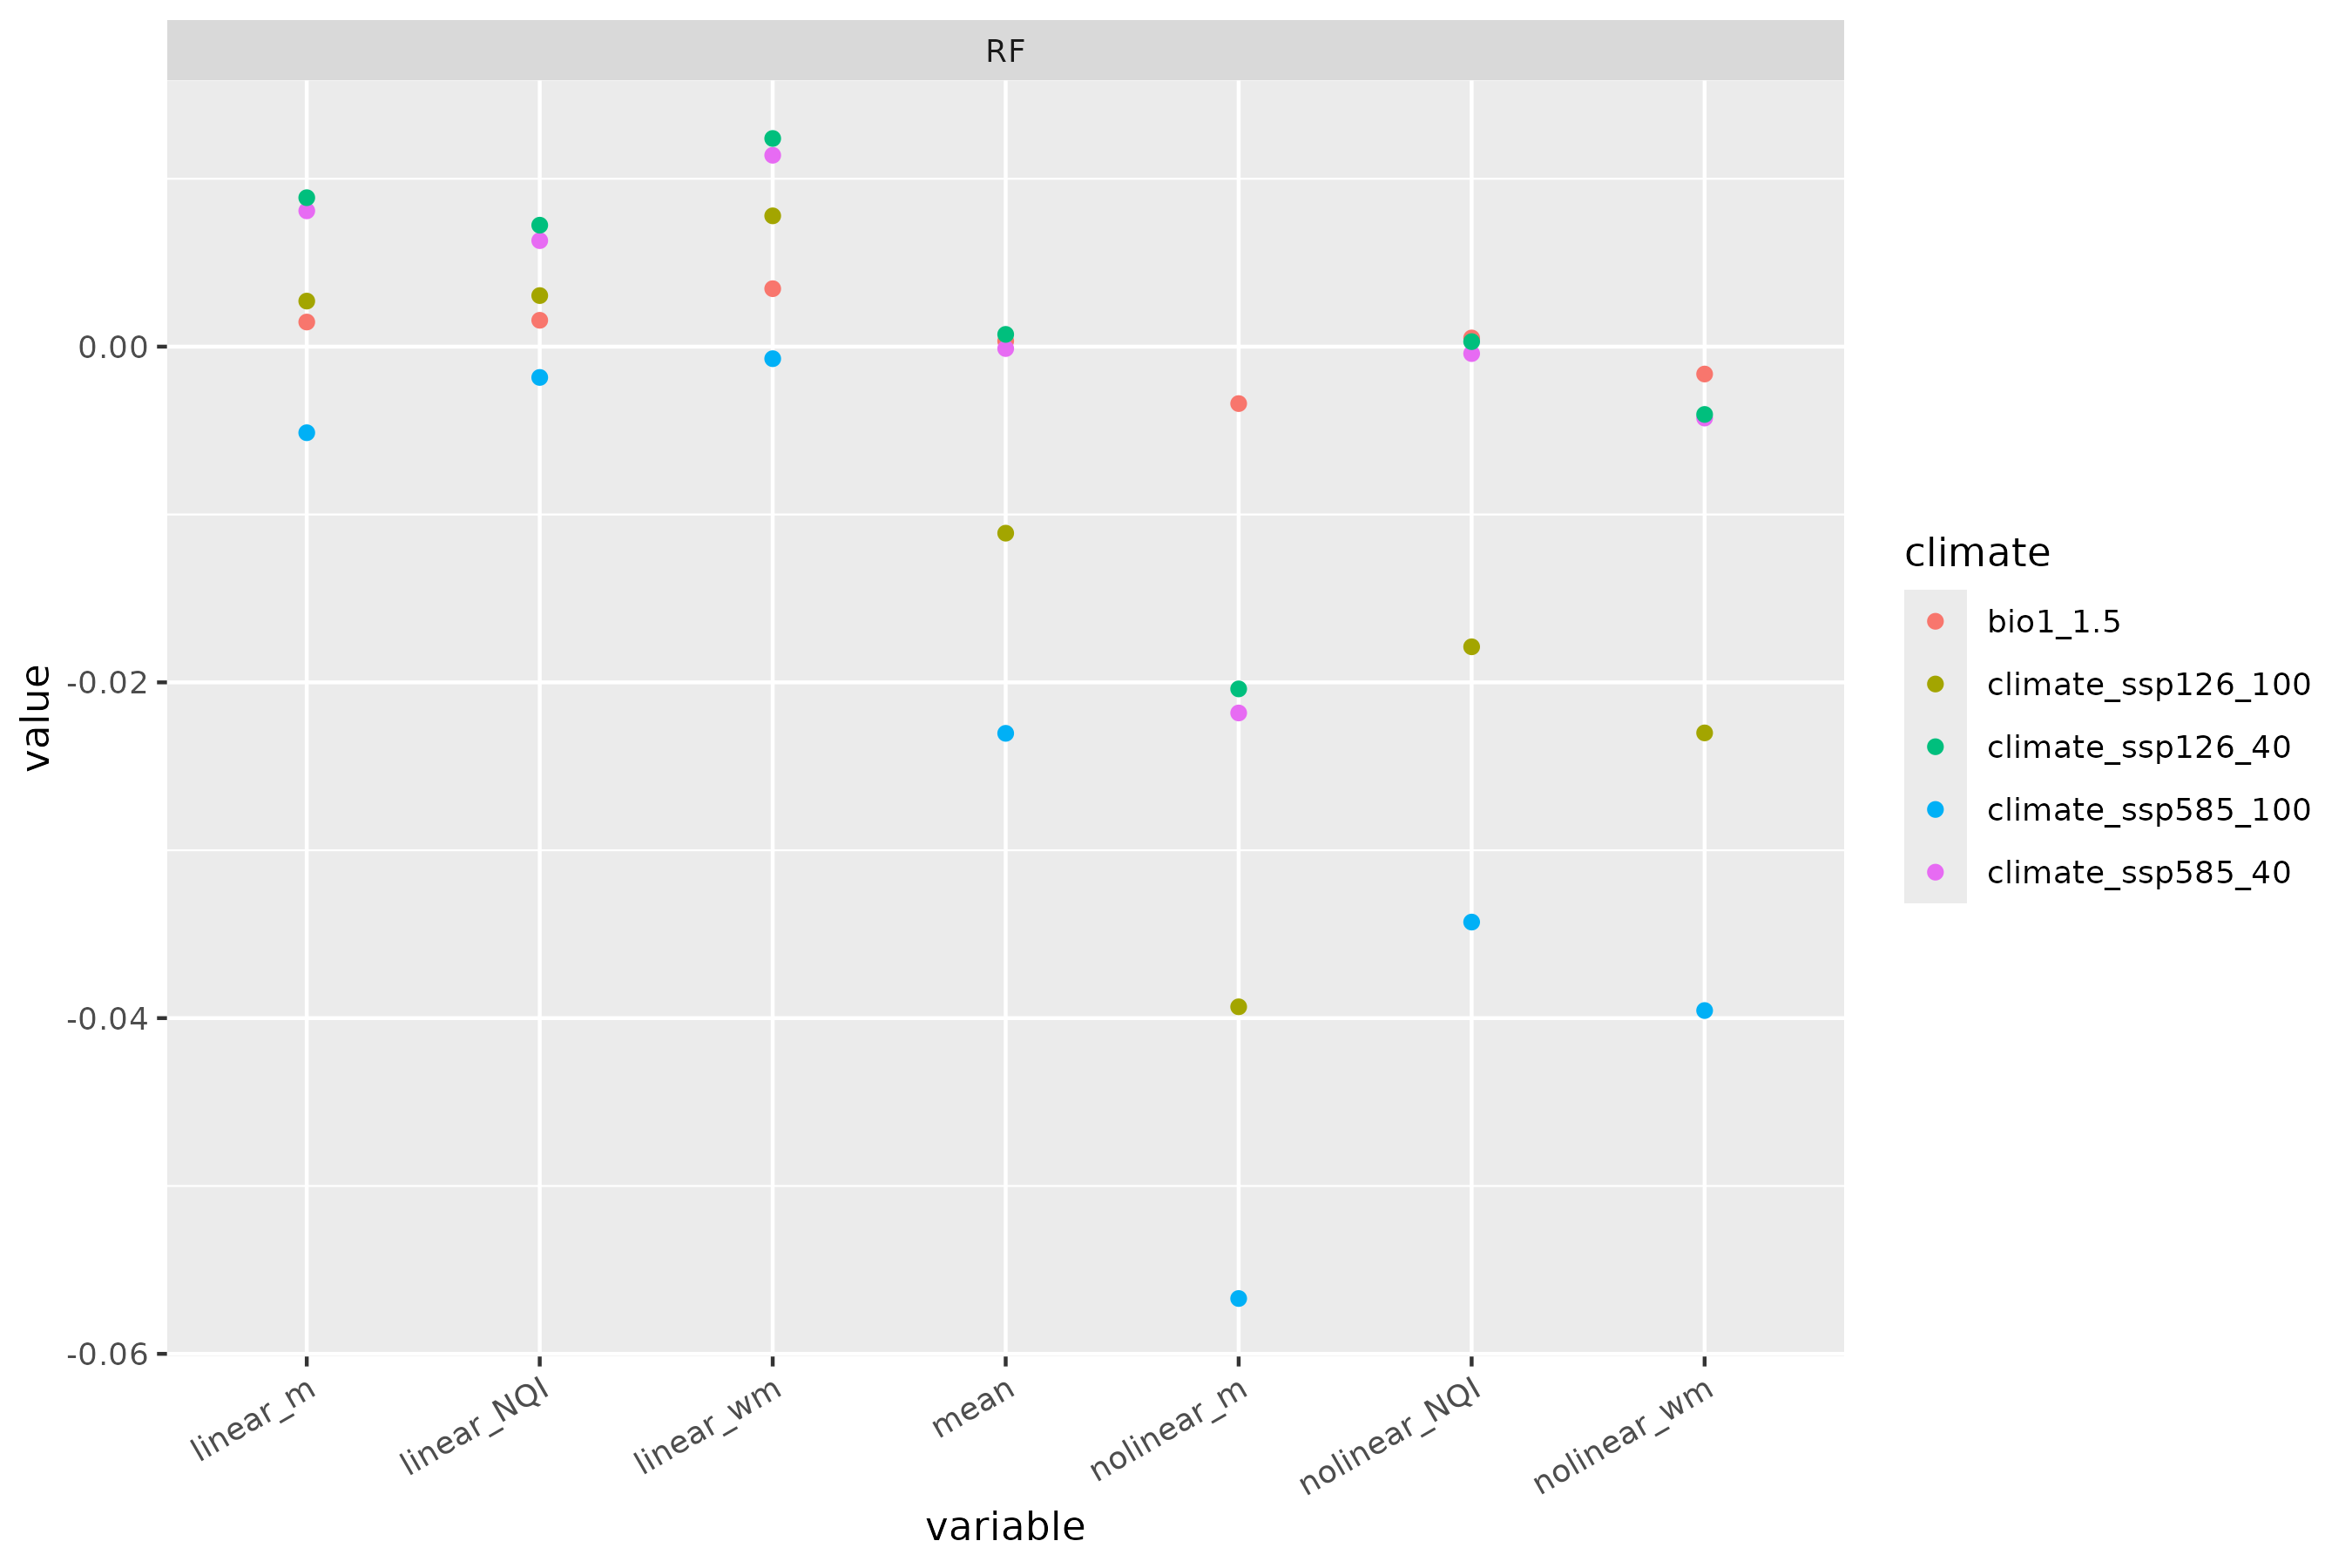 RF
0.00
-0.02
-0.04
-0.06
value
linear_m
linear_NQI
linear_wm
mean
nolinear_m
nolinear_NQI
nolinear_wm
variable
climate
bio1_1.5
climate_ssp126_100
climate_ssp126_40
climate_ssp585_100
climate_ssp585_40